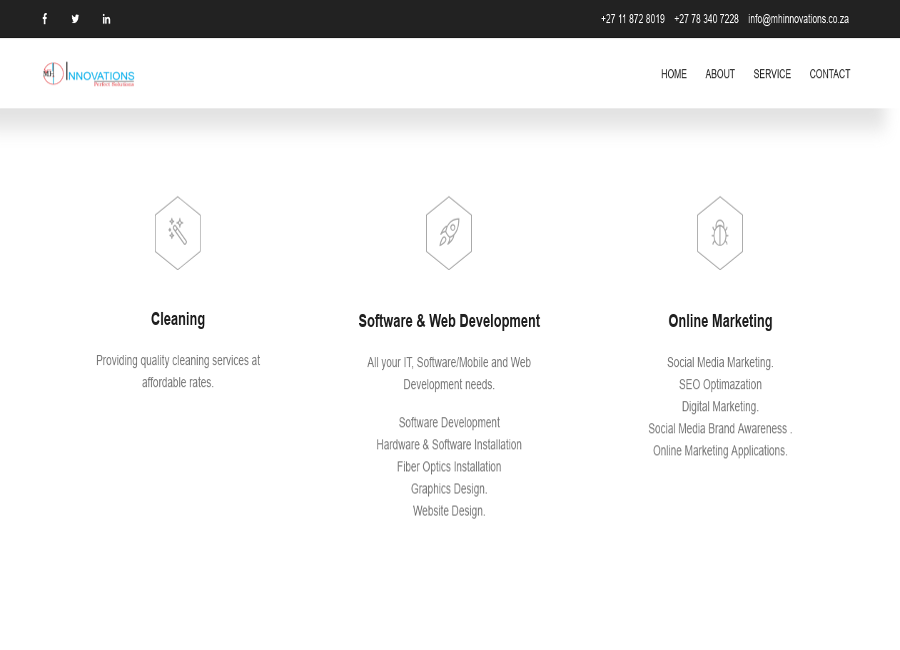 +27 11 872 8019 +27 78 340 7228 info@mhinnovations.co.za
MH INNOVATIONS
Perfect Solutions
HOME ABOUT SERVICE CONTACT
Cleaning
Providing quality cleaning services at
affordable rates.
Software & Web Development
All your IT, Software/Mobile and Web
Development needs.
Software Development
Hardware & Software Installation
Fiber Optics Installation
Graphics Design.
Website Design.
Online Marketing
Social Media Marketing.
SEO Optimazation
Digital Marketing.
Social Media Brand Awareness .
Online Marketing Applications.